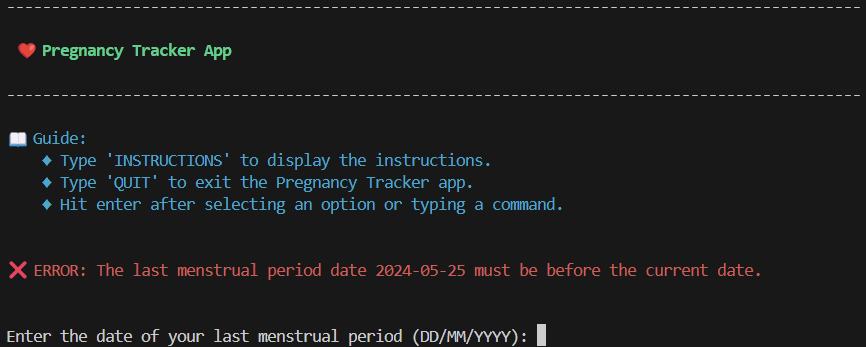 --------------------------------------------------------------------------------------------
❤️ Pregnancy Tracker App
--------------------------------------------------------------------------------------------
📖 Guide:
♦ Type 'INSTRUCTIONS' to display the instructions.
♦ Type 'QUIT' to exit the Pregnancy Tracker app.
♦ Hit enter after selecting an option or typing a command.
❌ ERROR: The last menstrual period date 2024-05-25 must be before the current date.
Enter the date of your last menstrual period (DD/MM/YYYY):